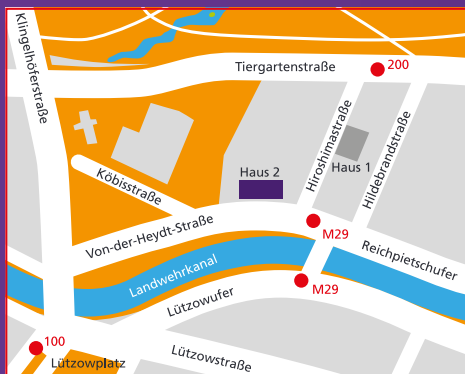 Klingelhöferstraße
Tiergartenstraße
200
Hiroshimastraße
Hildebrandstraße
Haus 1
Haus 2
Köbisstraße
Von-der-Heydt-Straße
M29
Reichpietschufer
Landwehrkanal
M29
Lützowufer
100
Lützowplatz
Lützowstraße